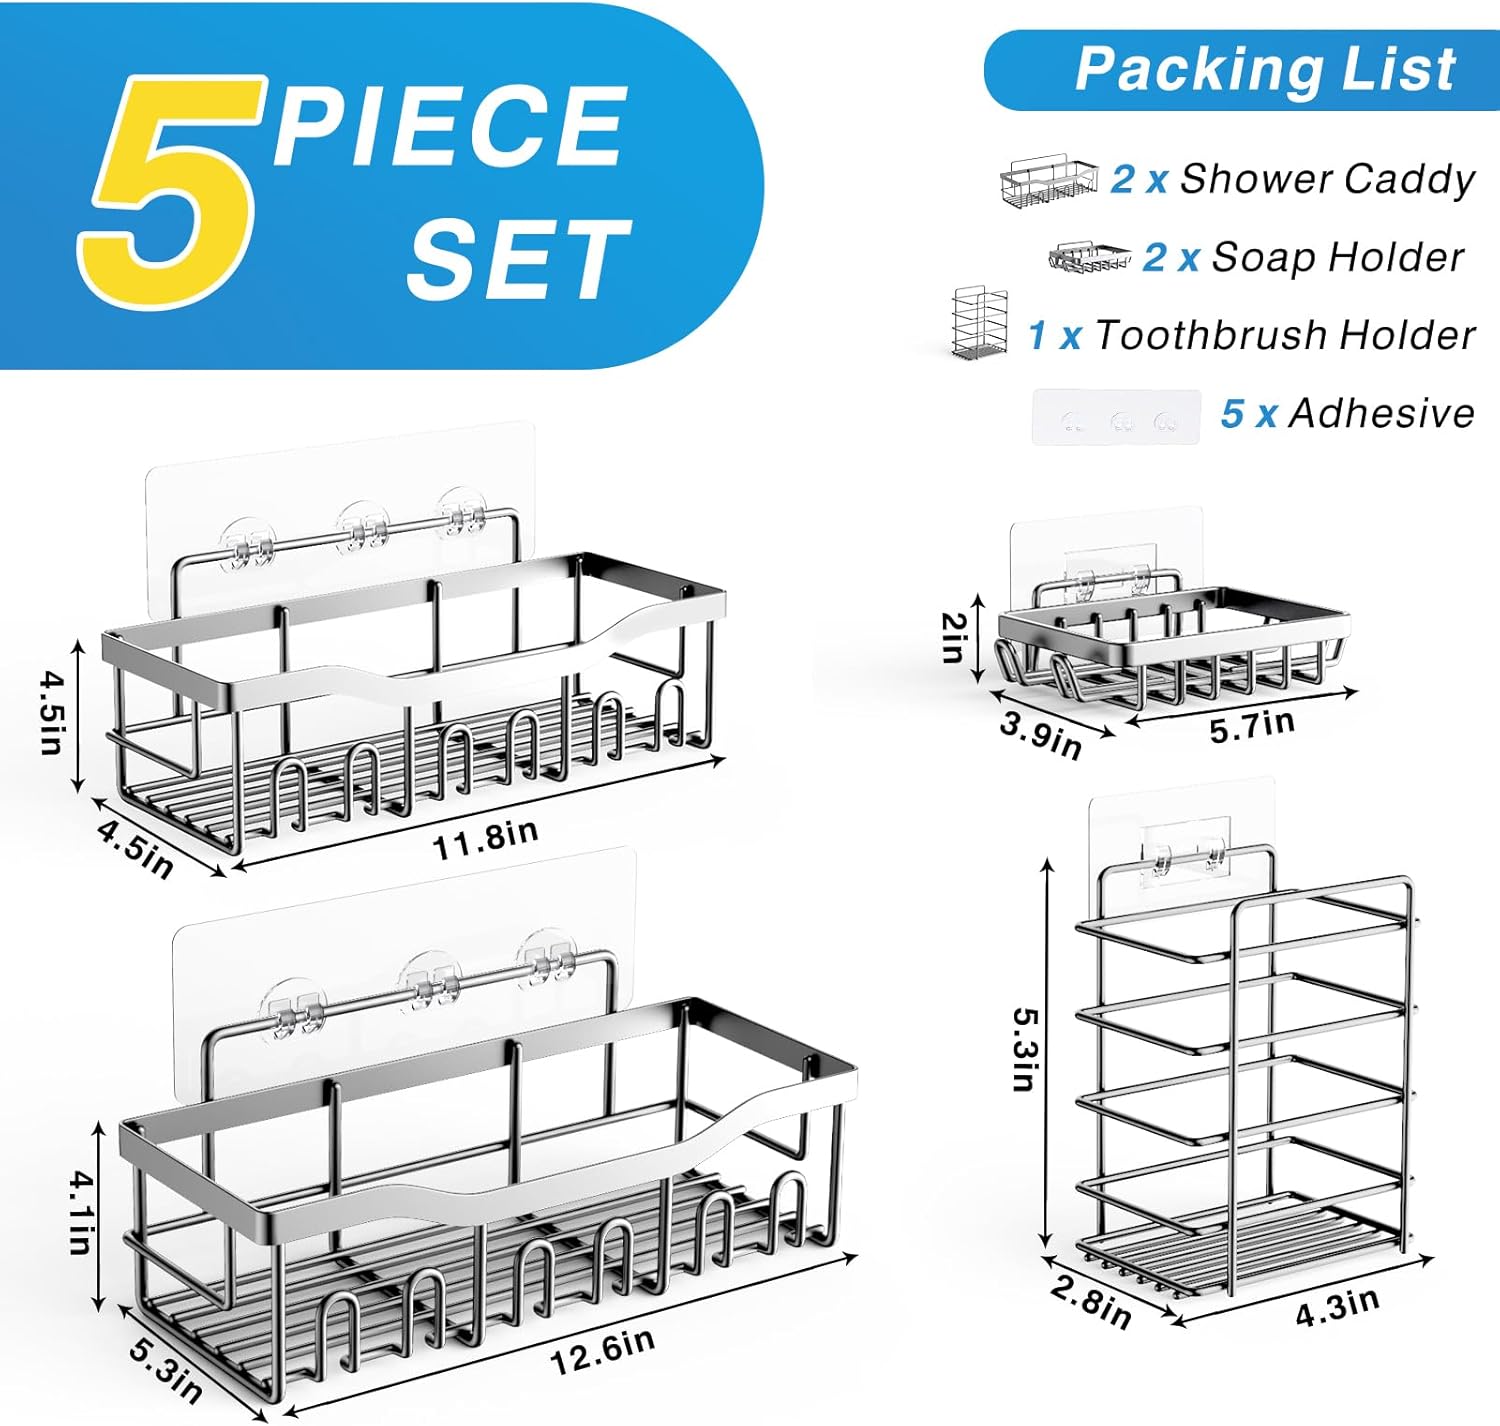 5 PIECE
SET
Packing List
2 x Shower Caddy
2 x Soap Holder
1 x Toothbrush Holder
5 x Adhesive
4.5in
4.5in
11.8in
2in
3.9in
5.7in
4.1in
5.3in
12.6in
5.3in
2.8in
4.3in